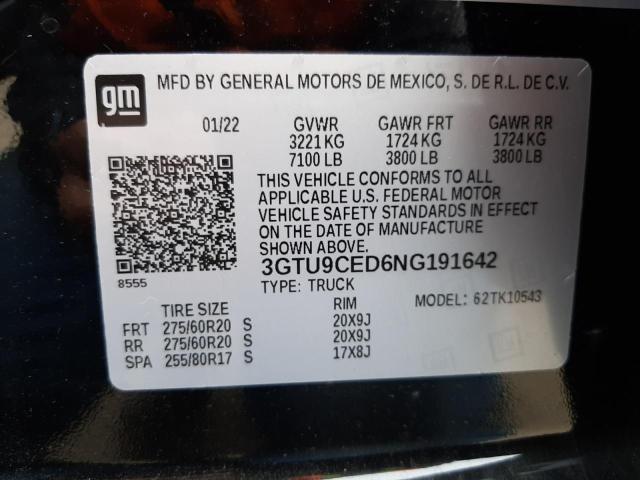 gm
MFD BY GENERAL MOTORS DE MEXICO, S. DE R.L. DE C.V.
01/22 GVWR GAWR FRT GAWR RR
3221 KG 1724 KG 1724 KG
7100 LB 3800 LB 3800 LB
THIS VEHICLE CONFORMS TO ALL
APPLICABLE U.S. FEDERAL MOTOR
VEHICLE SAFETY STANDARDS IN EFFECT
ON THE DATE OF MANUFACTURE
SHOWN ABOVE.
8555
3GTU9CED6NG191642
TYPE: TRUCK
MODEL: 62TK10543
TIRE SIZE RIM
FRT 275/60R20 S 20X9J
RR 275/60R20 S 20X9J
SPA 255/80R17 S 17X8J